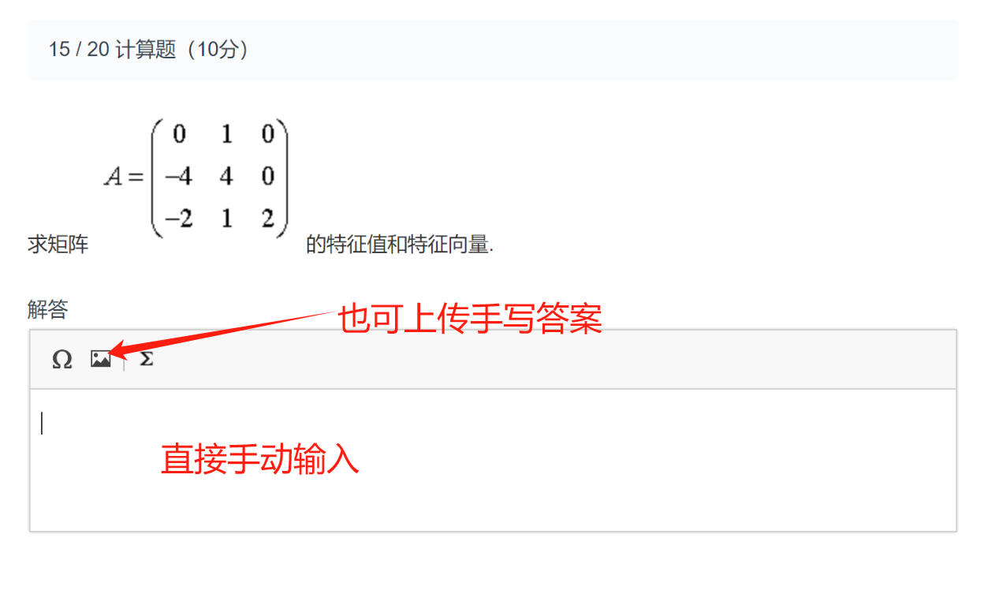 15 / 20 计算题（10分）
0 1 0
A = -4 4 0
-2 1 2
求矩阵 的特征值和特征向量.
解答
也可上传手写答案
Ω Σ
直接手动输入